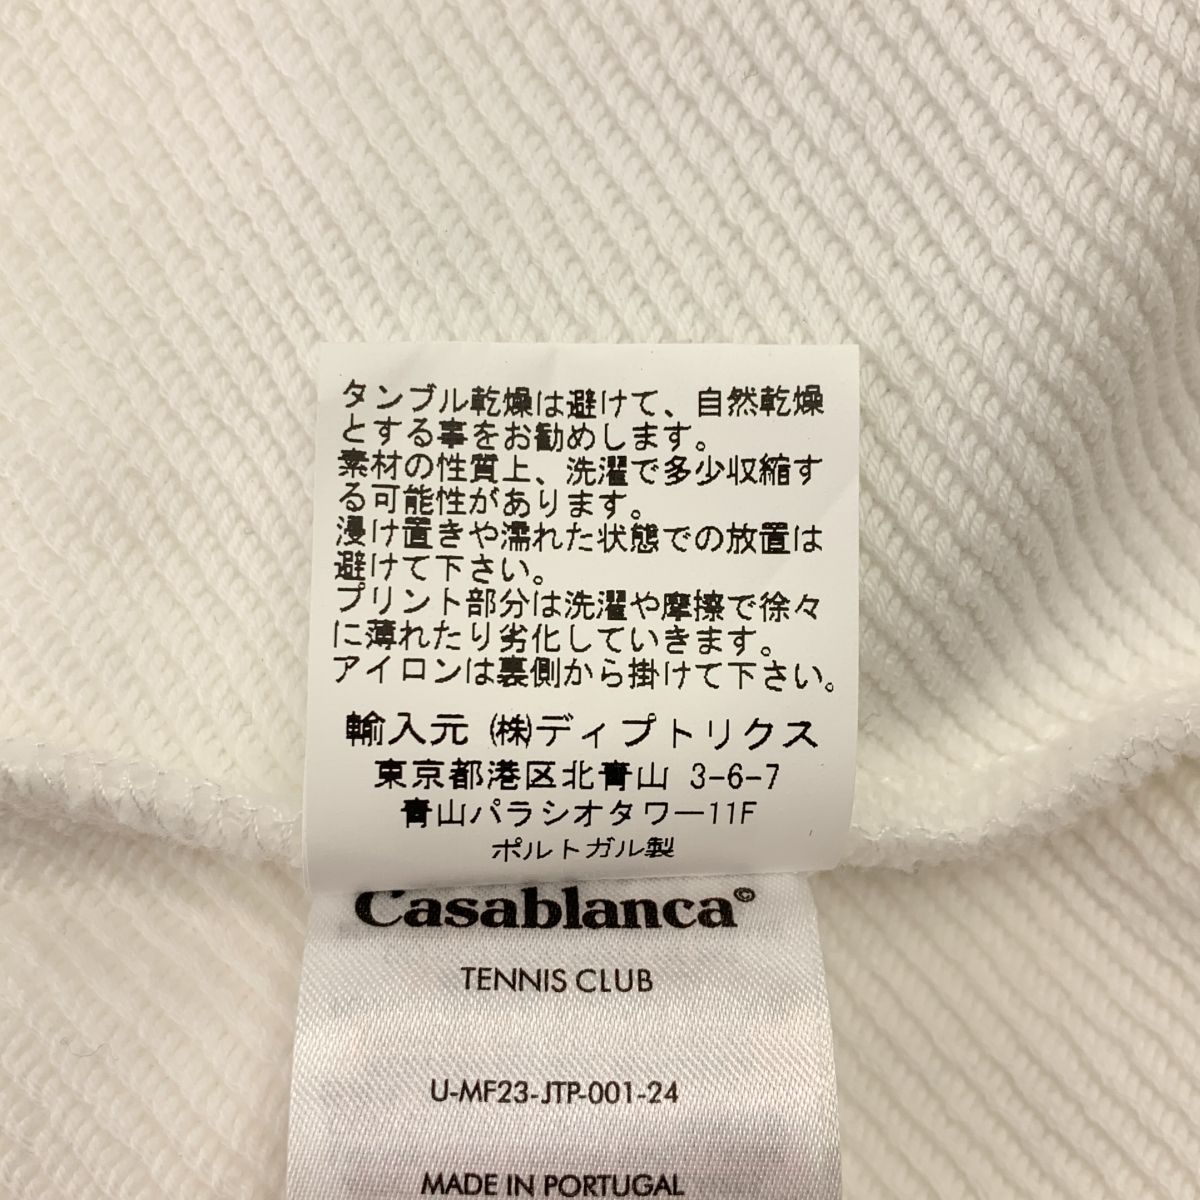 タンブル乾燥は避けて、自然乾燥
とする事をお勧めします。
素材の性質上、洗濯で多少収縮す
る可能性があります。
浸け置きや濡れた状態での放置は
避けて下さい。
プリント部分は洗濯や摩擦で徐々
に薄れたり劣化していきます。
アイロンは裏側から掛けて下さい。
輸入元 ㈱ディプトリクス
東京都港区北青山 3-6-7
青山パラシオタワー11F
ポルトガル製
Casablanca©
TENNIS CLUB
U-MF23-JTP-001-24
MADE IN PORTUGAL